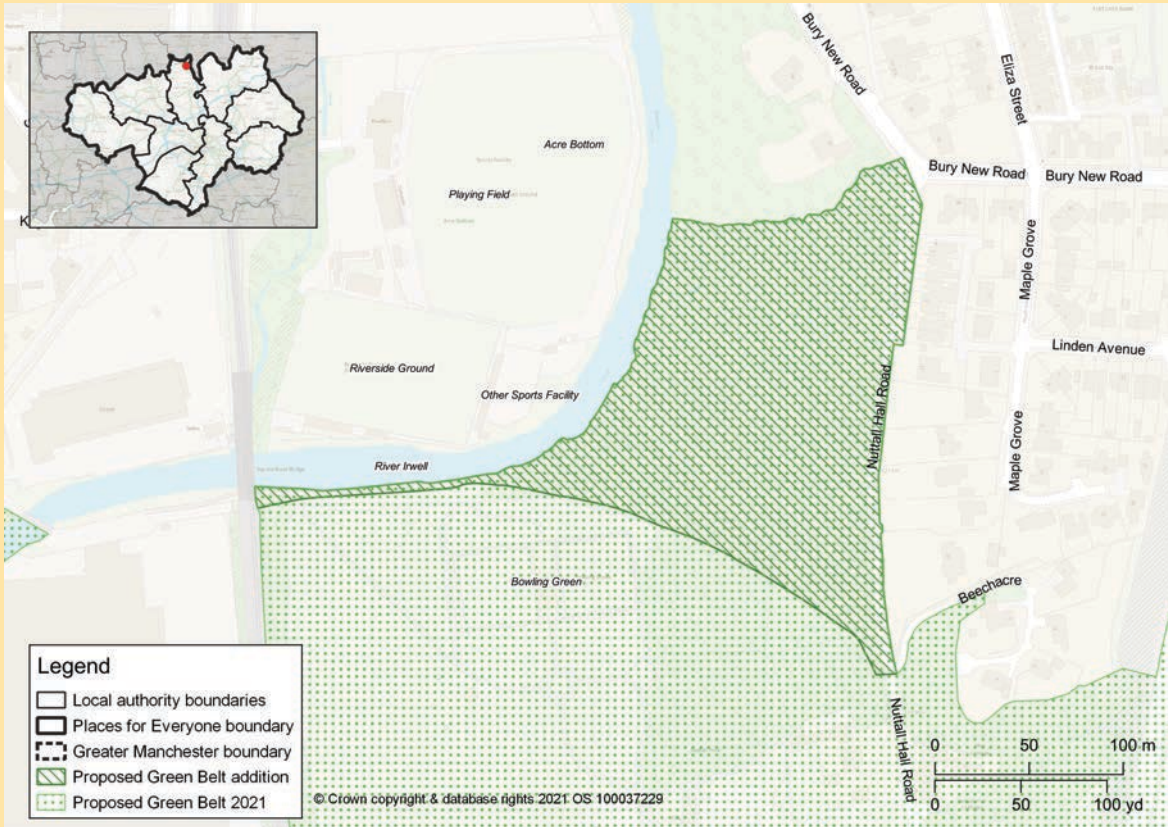 Bury New Road
Eliza Street
Acre Bottom
Playing Field
Bury New Road
Bury New Road
Maple Grove
Riverside Ground
Linden Avenue
Other Sports Facility
Nuttall Hall Road
River Irwell
Maple Grove
Bowling Green
Beechacre
Nuttall Hall Road
Legend
Local authority boundaries
Places for Everyone boundary
Greater Manchester boundary
Proposed Green Belt addition
Proposed Green Belt 2021
© Crown copyright & database rights 2021 OS 100037229
0 50 100 m
0 50 100 yd